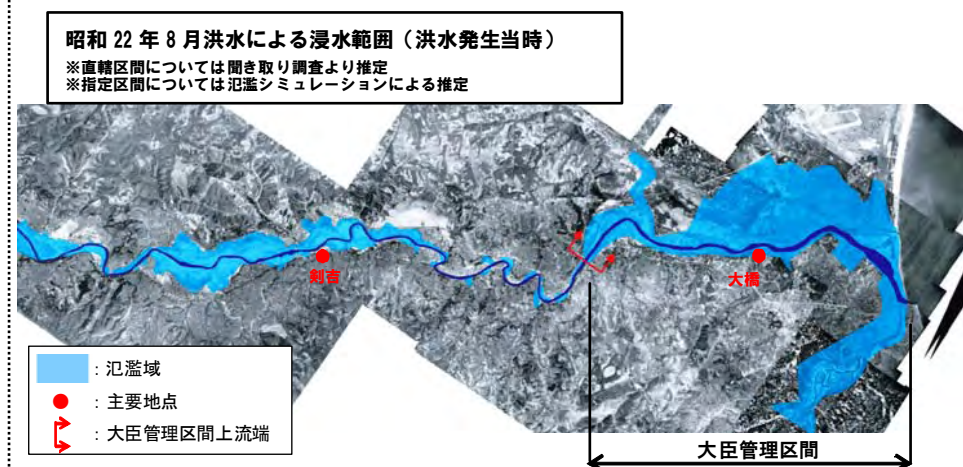 昭和 22 年 8 月洪水による浸水範囲（洪水発生当時）
※直轄区間については聞き取り調査より推定
※指定区間については氾濫シミュレーションによる推定
剣吉
大橋
：氾濫域
：主要地点
：大臣管理区間上流端
大臣管理区間